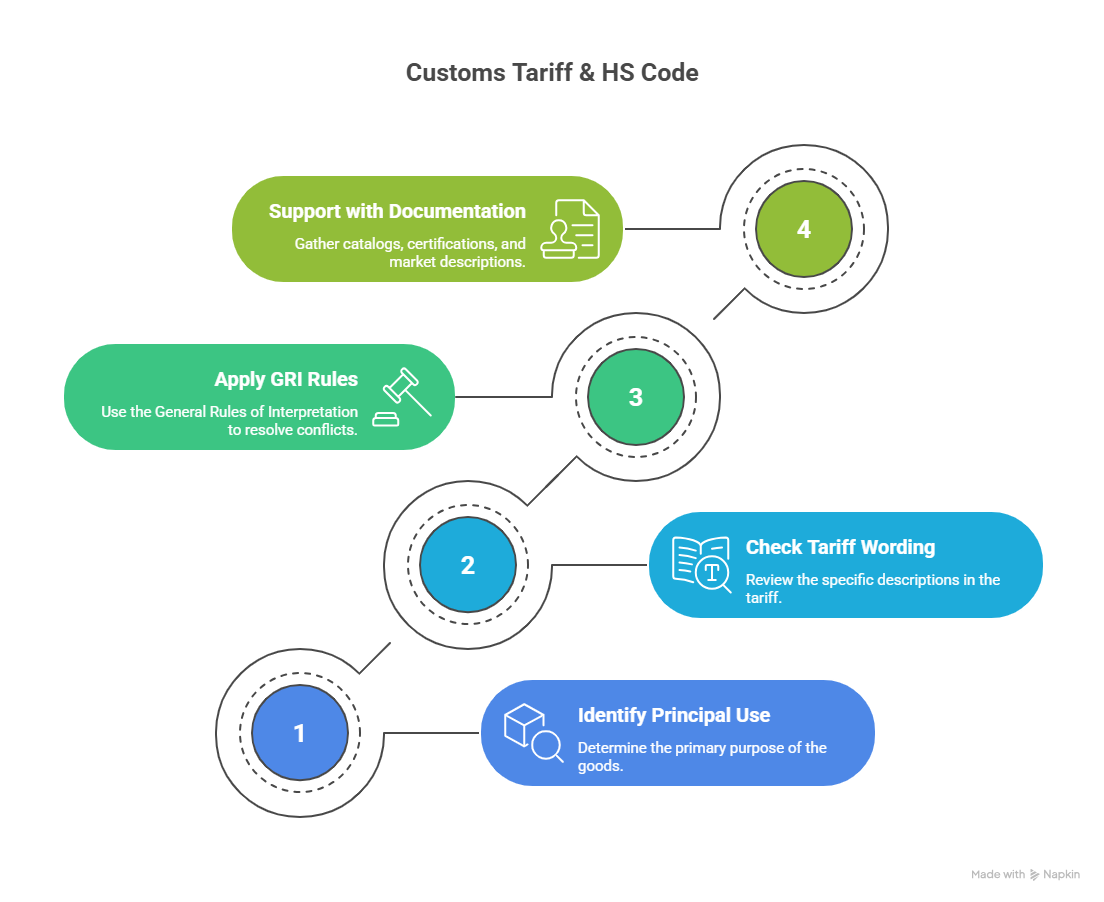 Customs Tariff & HS Code
Support with Documentation
Gather catalogs, certifications, and
market descriptions.
4
Apply GRI Rules
Use the General Rules of Interpretation
to resolve conflicts.
3
2
Check Tariff Wording
Review the specific descriptions in the
tariff.
T
1
Identify Principal Use
Determine the primary purpose of the
goods.
Made with Napkin